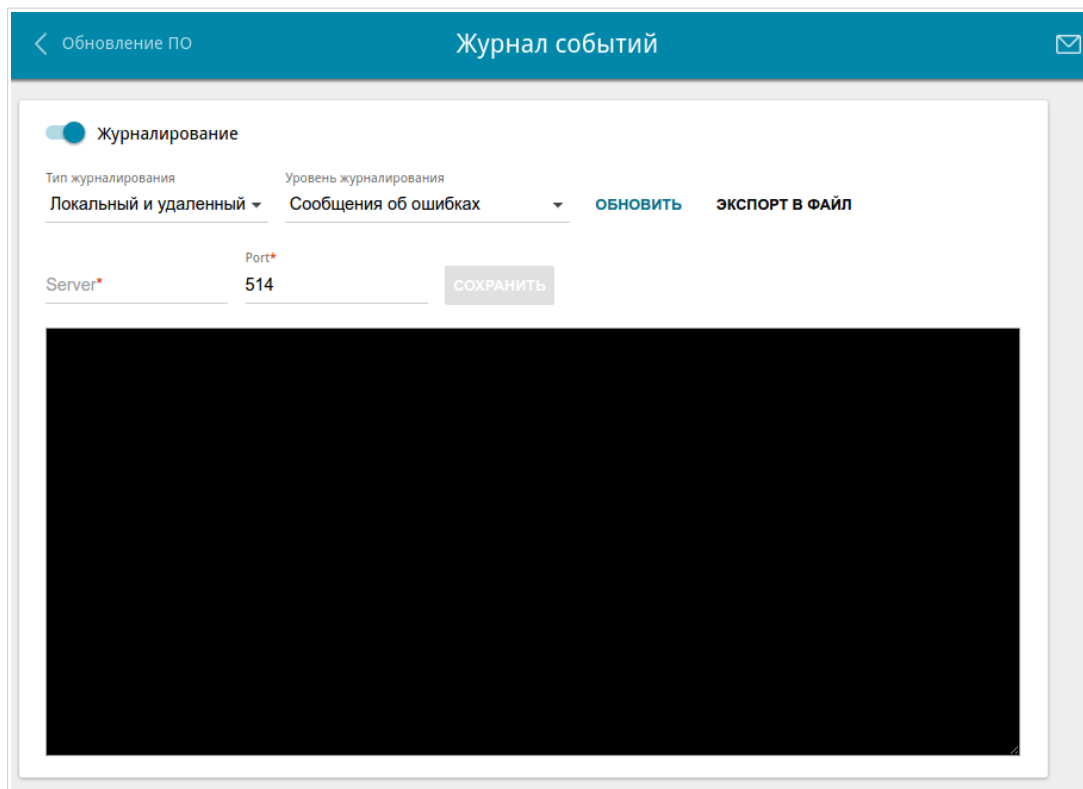 Обновление ПО
Журнал событий
Журналирование
Тип журналирования
Уровень журналирования
Локальный и удаленный
Сообщения об ошибках
ОБНОВИТЬ
ЭКСПОРТ В ФАЙЛ
Server*
Port*
514
СОХРАНИТЬ